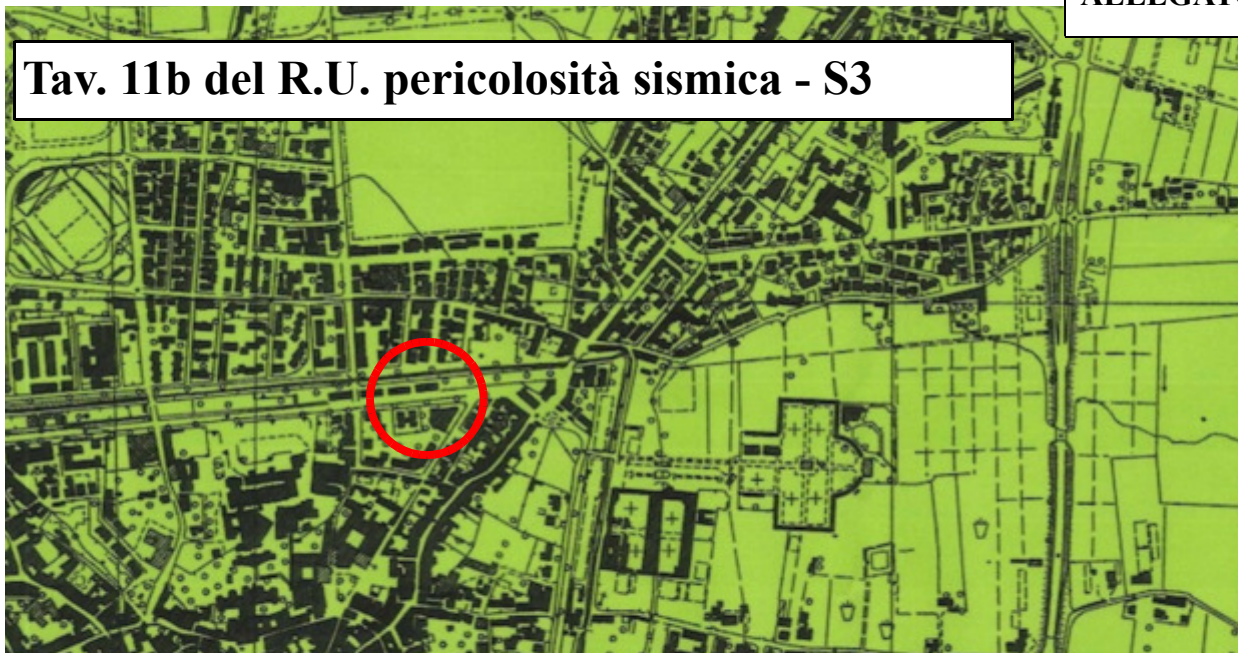 Tav. 11b del R.U. pericolosità sismica - S3